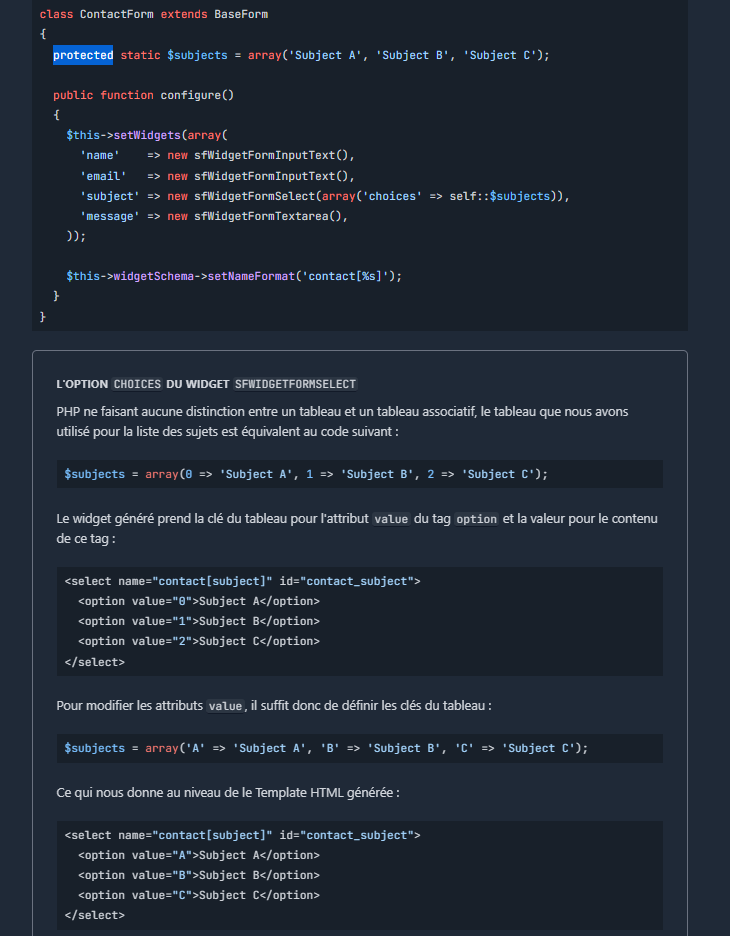 class ContactForm extends BaseForm
{
  protected static $subjects = array('Subject A', 'Subject B', 'Subject C');
  public function configure()
  {
    $this->setWidgets(array(
      'name'    => new sfWidgetFormInputText(),
      'email'   => new sfWidgetFormInputText(),
      'subject' => new sfWidgetFormSelect(array('choices' => self::$subjects)),
      'message' => new sfWidgetFormTextarea(),
    ));
    $this->widgetSchema->setNameFormat('contact[%s]');
  }
}
L'OPTION CHOICES DU WIDGET SFWIDGETFORMSELECT
PHP ne faisant aucune distinction entre un tableau et un tableau associatif, le tableau que nous avons
utilisé pour la liste des sujets est équivalent au code suivant :
$subjects = array(0 => 'Subject A', 1 => 'Subject B', 2 => 'Subject C');
Le widget généré prend la clé du tableau pour l'attribut value du tag option et la valeur pour le contenu
de ce tag :
<select name="contact[subject]" id="contact_subject">
  <option value="0">Subject A</option>
  <option value="1">Subject B</option>
  <option value="2">Subject C</option>
</select>
Pour modifier les attributs value, il suffit donc de définir les clés du tableau :
$subjects = array('A' => 'Subject A', 'B' => 'Subject B', 'C' => 'Subject C');
Ce qui nous donne au niveau de le Template HTML générée :
<select name="contact[subject]" id="contact_subject">
  <option value="A">Subject A</option>
  <option value="B">Subject B</option>
  <option value="C">Subject C</option>
</select>